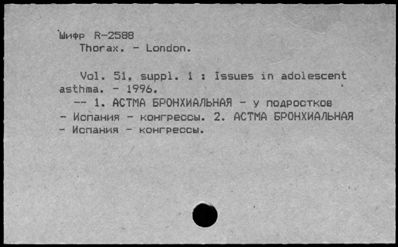 Шифр R-2588
Thorax. - London.
Vol. 51, suppl. 1 : Issues in adolescent
asthma. - 1996.
-- 1. АСТМА БРОНХИАЛЬНАЯ - у подростков
- Испания - конгрессы. 2. АСТМА БРОНХИАЛЬНАЯ
- Испания - конгрессы.